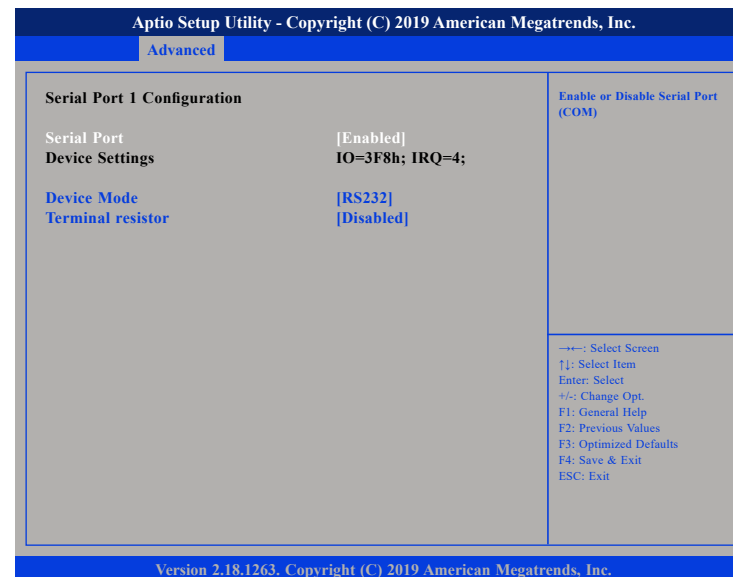 Aptio Setup Utility - Copyright (C) 2019 American Megatrends, Inc.
Advanced
Serial Port 1 Configuration
Serial Port [Enabled]
Device Settings IO=3F8h; IRQ=4;
Device Mode [RS232]
Terminal resistor [Disabled]
Enable or Disable Serial Port
(COM)
→←: Select Screen
↑↓: Select Item
Enter: Select
+/-: Change Opt.
F1: General Help
F2: Previous Values
F3: Optimized Defaults
F4: Save & Exit
ESC: Exit
Version 2.18.1263. Copyright (C) 2019 American Megatrends, Inc.